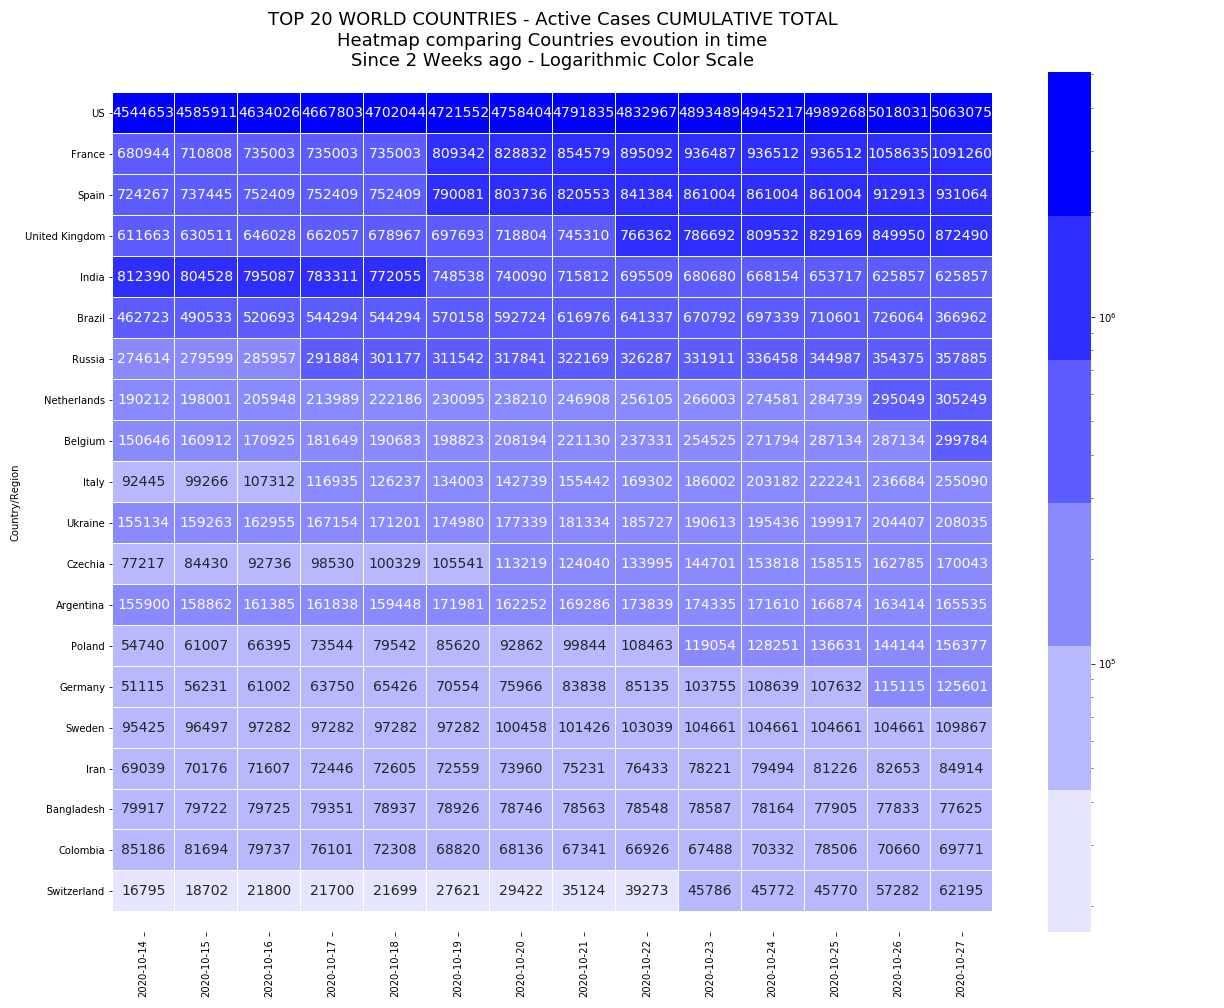 TOP 20 WORLD COUNTRIES - Active Cases CUMULATIVE TOTAL
Heatmap comparing Countries evoution in time
Since 2 Weeks ago - Logarithmic Color Scale
US 4544653 4585911 4634026 4667803 4702044 4721552 4758404 4791835 4832967 4893489 4945217 4989268 5018031 5063075
France 680944 710808 735003 735003 735003 809342 828832 854579 895092 936487 936512 936512 1058635 1091260
Spain 724267 737445 752409 752409 752409 790081 803736 820553 841384 861004 861004 861004 912913 931064
United Kingdom 611663 630511 646028 662057 678967 697693 718804 745310 766362 786692 809532 829169 849950 872490
India 812390 804528 795087 783311 772055 748538 740090 715812 695509 680680 668154 653717 625857 625857
Brazil 462723 490533 520693 544294 544294 570158 592724 616976 641337 670792 697339 710601 726064 366962
10⁶
Russia 274614 279599 285957 291884 301177 311542 317841 322169 326287 331911 336458 344987 354375 357885
Netherlands 190212 198001 205948 213989 222186 230095 238210 246908 256105 266003 274581 284739 295049 305249
Belgium 150646 160912 170925 181649 190683 198823 208194 221130 237331 254525 271794 287134 287134 299784
Italy 92445 99266 107312 116935 126237 134003 142739 155442 169302 186002 203182 222241 236684 255090
Country/Region
Ukraine 155134 159263 162955 167154 171201 174980 177339 181334 185727 190613 195436 199917 204407 208035
Czechia 77217 84430 92736 98530 100329 105541 113219 124040 133995 144701 153818 158515 162785 170043
Argentina 155900 158862 161385 161838 159448 171981 162252 169286 173839 174335 171610 166874 163414 165535
Poland 54740 61007 66395 73544 79542 85620 92862 99844 108463 119054 128251 136631 144144 156377
10⁵
Germany 51115 56231 61002 63750 65426 70554 75966 83838 85135 103755 108639 107632 115115 125601
Sweden 95425 96497 97282 97282 97282 97282 100458 101426 103039 104661 104661 104661 104661 109867
Iran 69039 70176 71607 72446 72605 72559 73960 75231 76433 78221 79494 81226 82653 84914
Bangladesh 79917 79722 79725 79351 78937 78926 78746 78563 78548 78587 78164 77905 77833 77625
Colombia 85186 81694 79737 76101 72308 68820 68136 67341 66926 67488 70332 78506 70660 69771
Switzerland 16795 18702 21800 21700 21699 27621 29422 35124 39273 45786 45772 45770 57282 62195
2020-10-14 2020-10-15 2020-10-16 2020-10-17 2020-10-18 2020-10-19 2020-10-20 2020-10-21 2020-10-22 2020-10-23 2020-10-24 2020-10-25 2020-10-26 2020-10-27